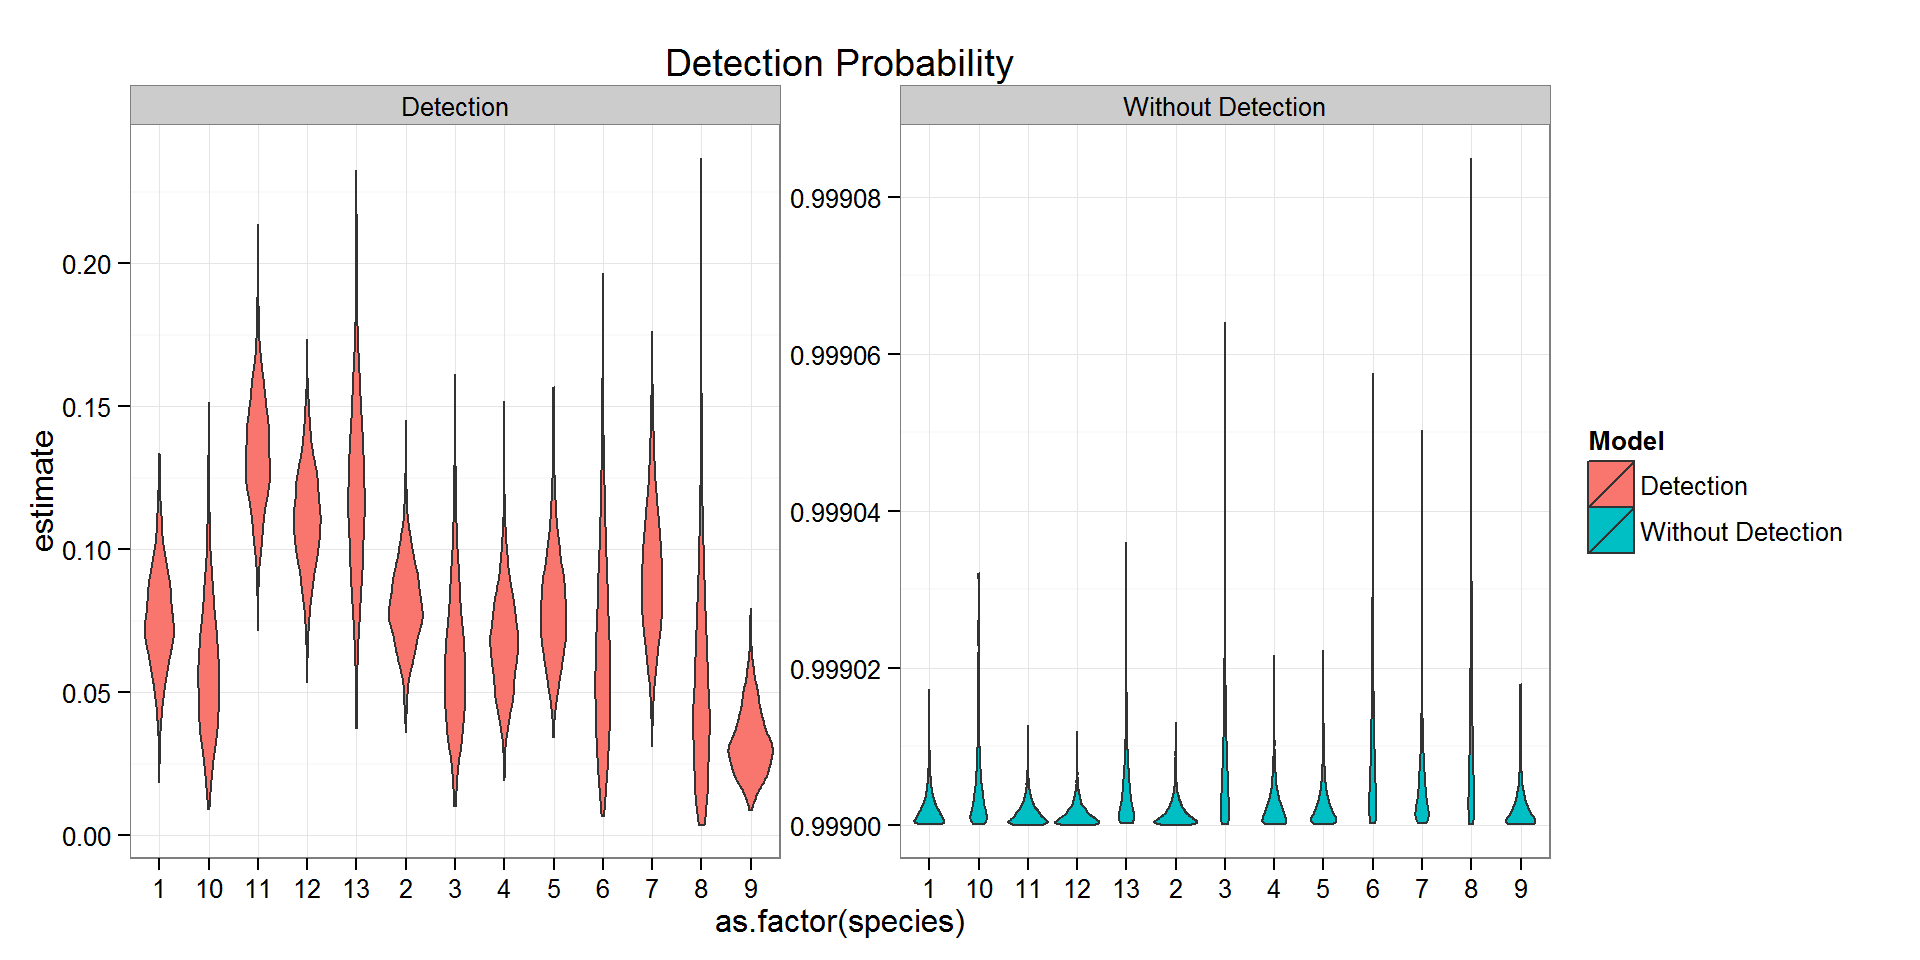 Detection Probability
Detection
Without Detection
estimate
0.20
0.15
0.10
0.05
0.00
1 10 11 12 13 2 3 4 5 6 7 8 9
0.99908
0.99906
0.99904
0.99902
0.99900
1 10 11 12 13 2 3 4 5 6 7 8 9
as.factor(species)
Model
Detection
Without Detection